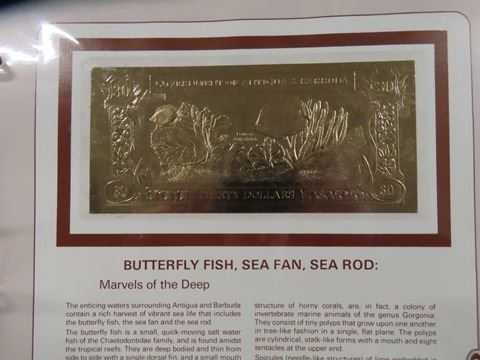 30 GOVERNMENT OF ANTIGUA & BARBUDA 30
30 THIRTY DOLLARS 30
BUTTERFLY FISH, SEA FAN, SEA ROD:
Marvels of the Deep
The enticing waters surrounding Antigua and Barbuda
contain a rich harvest of vibrant sea life that includes
the butterfly fish, the sea fan and the sea rod.
The butterfly fish is a small, quick-moving salt water
fish of the Chaetodontidae family, and is found amidst
the tropical reefs. They are deep bodied and thin from
side to side with a single dorsal fin, and a small mouth
structure of horny corals, are, in fact, a colony of
invertebrate marine animals of the genus Gorgonia.
They consist of tiny polyps that grow upon one another
in tree-like fashion in a single, flat plane. The polyps
are cylindrical, stalk-like forms with a mouth and eight
tentacles at the upper end.
Spicules (needle-like structures) of lime embedded in